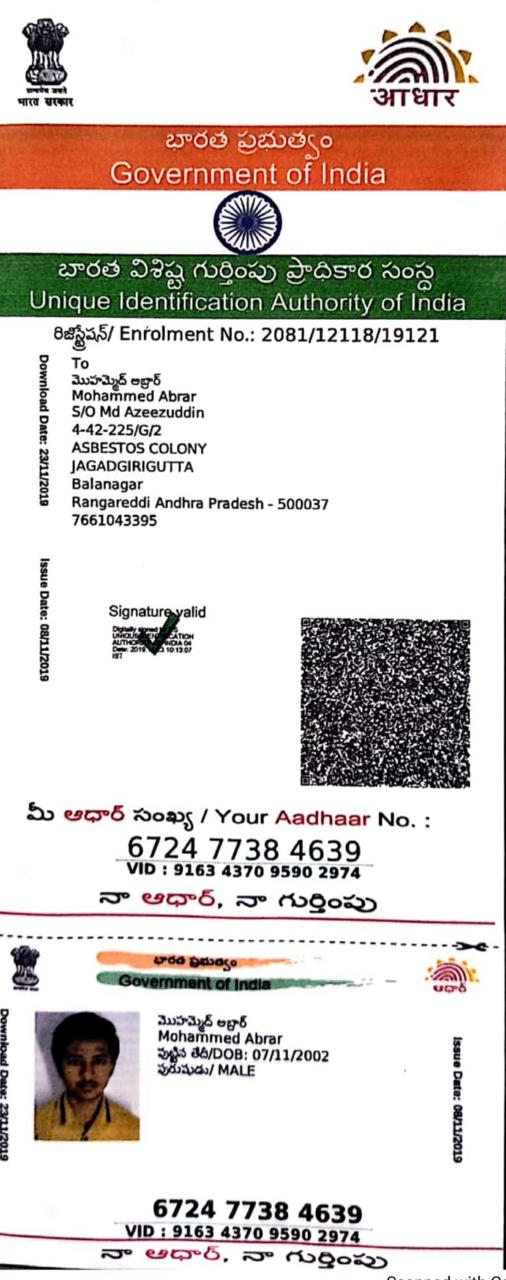 सत्यमेव जयते
भारत सरकार
आधार
భారత ప్రభుత్వం
Government of India
భారత విశిష్ట గుర్తింపు ప్రాధికార సంస్థ
Unique Identification Authority of India
రిజిస్ట్రేషన్/ Enrolment No.: 2081/12118/19121
Download Date: 23/11/2019
To
మొహమ్మెద్ అబ్రార్
Mohammed Abrar
S/O Md Azeezuddin
4-42-225/G/2
ASBESTOS COLONY
JAGADGIRIGUTTA
Balanagar
Rangareddi Andhra Pradesh - 500037
7661043395
Issue Date: 08/11/2019
Signature valid
Digitally signed
UNIQUE IDENTIFICATION
AUTHORITY INDIA 04
Date: 2019 10:13:07
IST
మీ ఆధార్ సంఖ్య / Your Aadhaar No. :
6724 7738 4639
VID : 9163 4370 9590 2974
నా ఆధార్, నా గుర్తింపు
భారత ప్రభుత్వం
Government of India
ఆధార్
Download Date: 23/11/2019
మొహమ్మెద్ అబ్రార్
Mohammed Abrar
పుట్టిన తేదీ/DOB: 07/11/2002
పురుషుడు/ MALE
Issue Date: 08/11/2019
6724 7738 4639
VID : 9163 4370 9590 2974
నా ఆధార్, నా గుర్తింపు
Scanned with